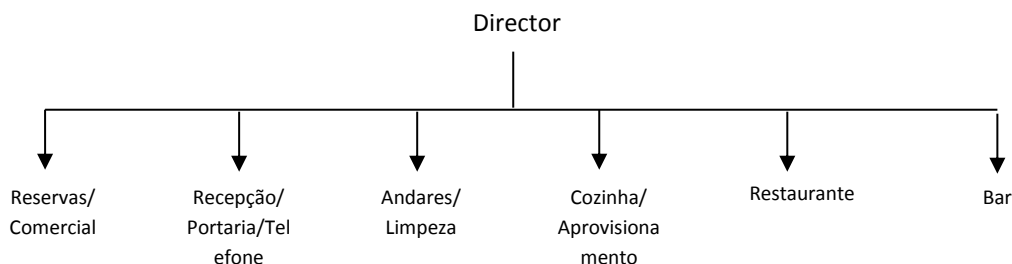 Director
Reservas/
Comercial
Recepção/
Portaria/Tel
efone
Andares/
Limpeza
Cozinha/
Aprovisiona
mento
Restaurante
Bar